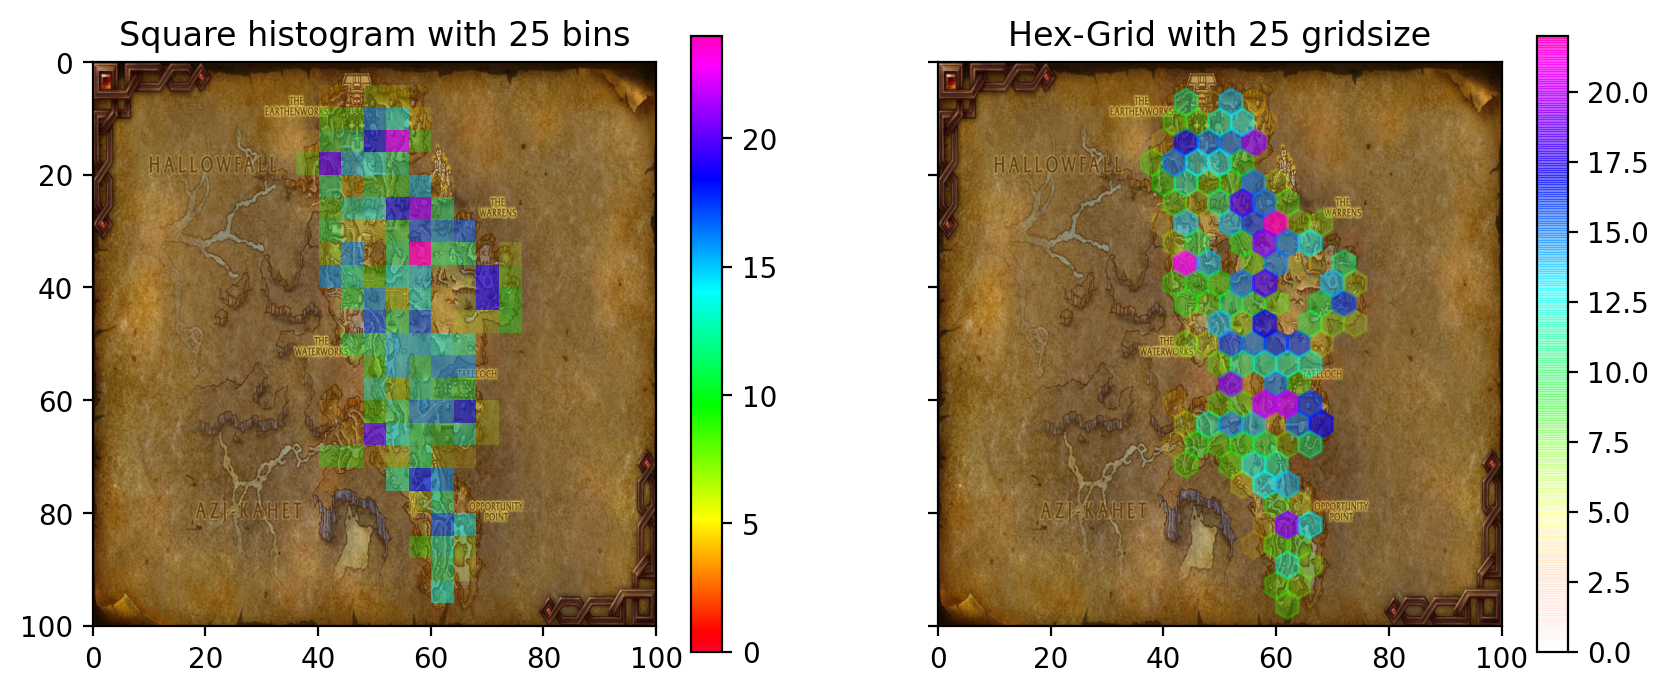 Square histogram with 25 bins
0
20
40
60
80
100
0
20
40
60
80
100
THE
EARTHENWORKS
HALLOWFALL
THE
WARRENS
THE
WATERWORKS
TAELLOCH
AZJ-KAHET
OPPORTUNITY
POINT
20
15
10
5
0
Hex-Grid with 25 gridsize
0
20
40
60
80
100
THE
EARTHENWORKS
HALLOWFALL
THE
WARRENS
THE
WATERWORKS
TAELLOCH
AZJ-KAHET
OPPORTUNITY
POINT
20.0
17.5
15.0
12.5
10.0
7.5
5.0
2.5
0.0